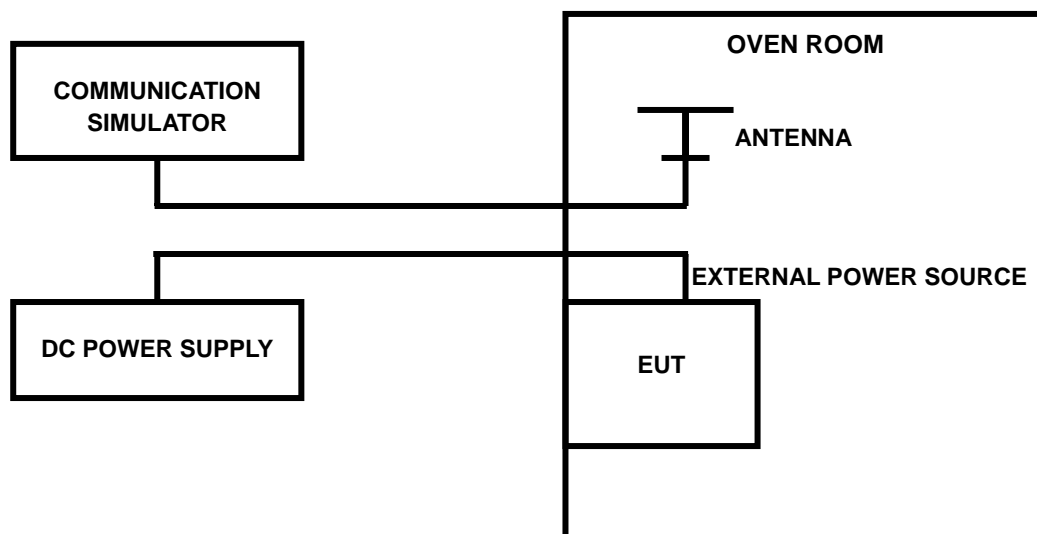 OVEN ROOM
COMMUNICATION
SIMULATOR
ANTENNA
EXTERNAL POWER SOURCE
DC POWER SUPPLY
EUT